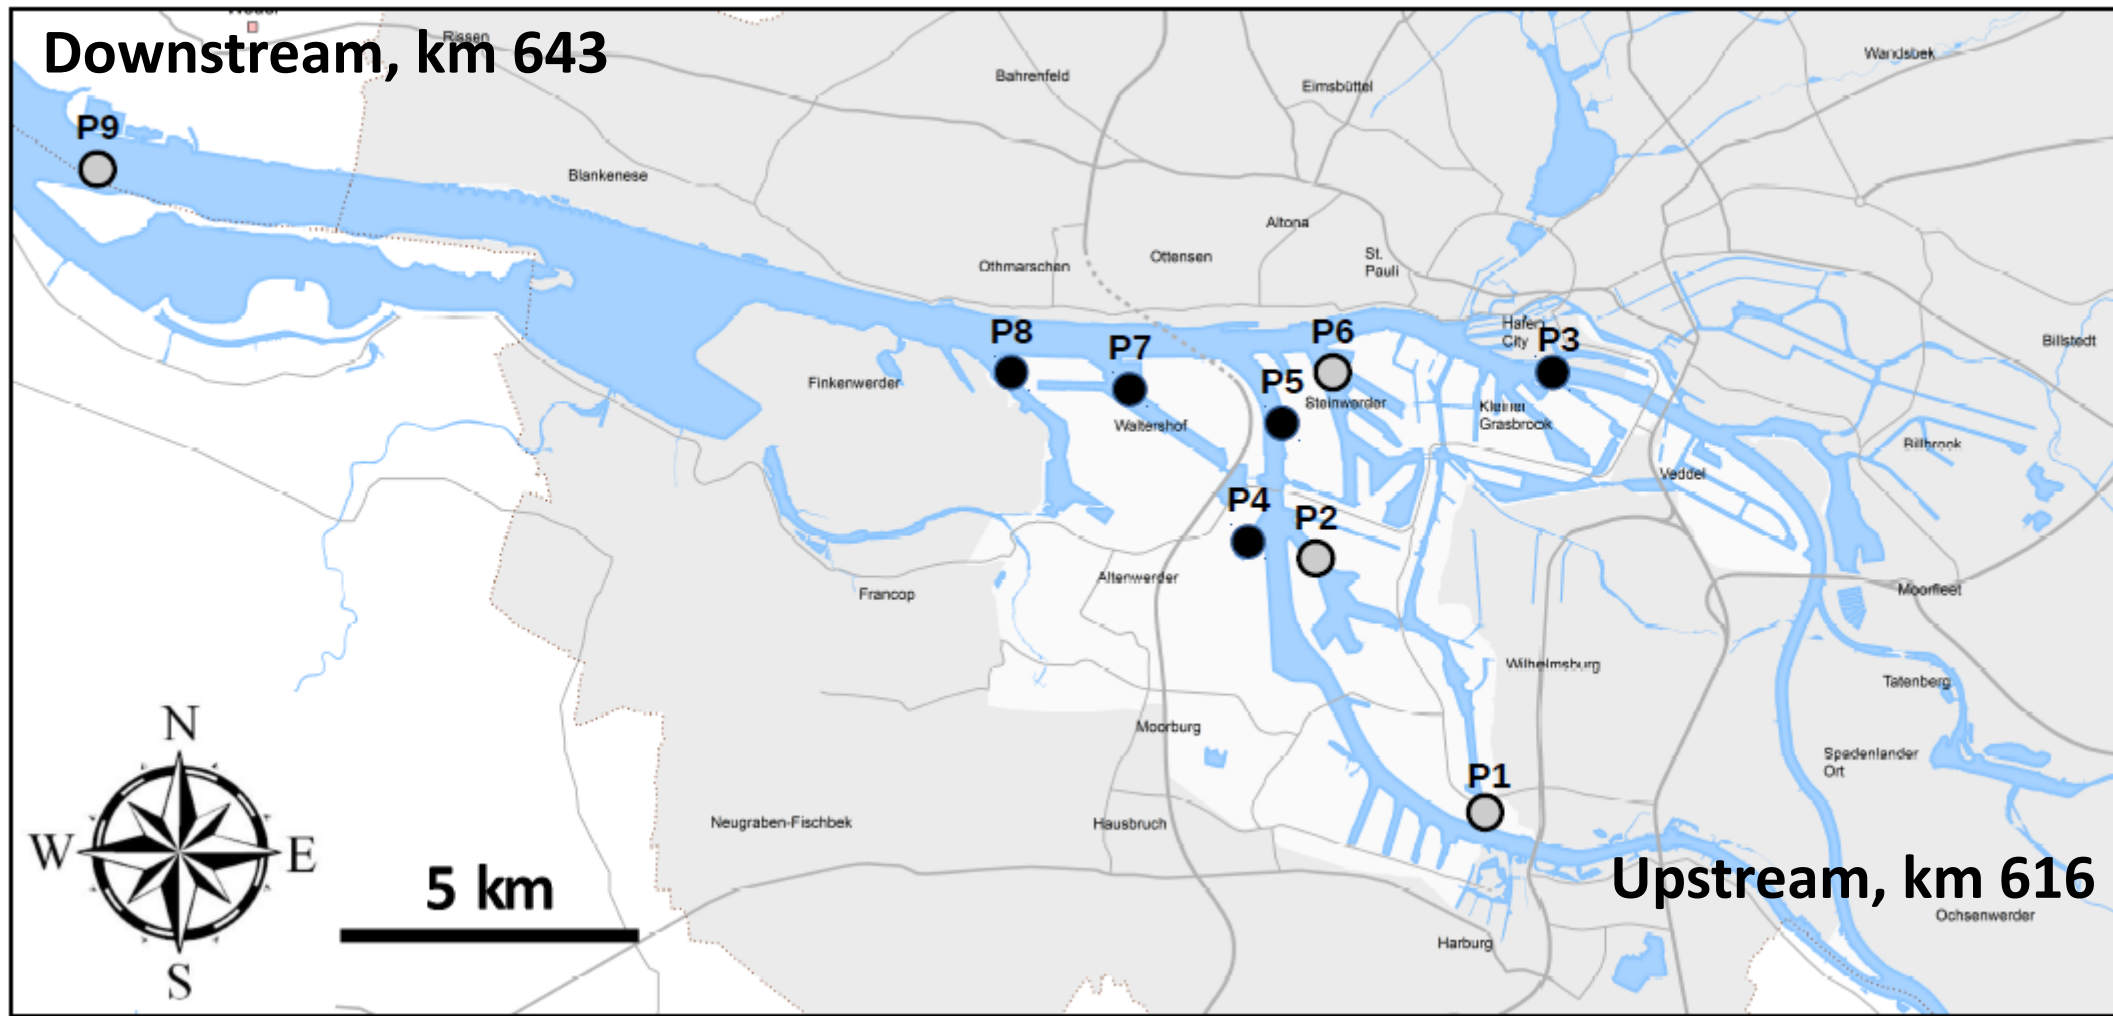 Downstream, km 643
Rissen
Wandsbek
Bahrenfeld
Eimsbüttel
P9
Blankenese
Altona
Othmarschen
Ottensen
St.
Pauli
P8
P7
P6
Hafen
City
P3
Billstedt
Finkenwerder
P5
Steinwerder
Kleiner
Grasbrook
Waltershof
Billbrook
Veddel
P4
P2
Altenwerder
Francop
Moorfleet
Wilhelmsburg
Tatenberg
N
Moorburg
Spadenlander
Ort
P1
Neugraben-Fischbek
Hausbruch
W
E
5 km
Upstream, km 616
Ochsenwerder
Harburg
S